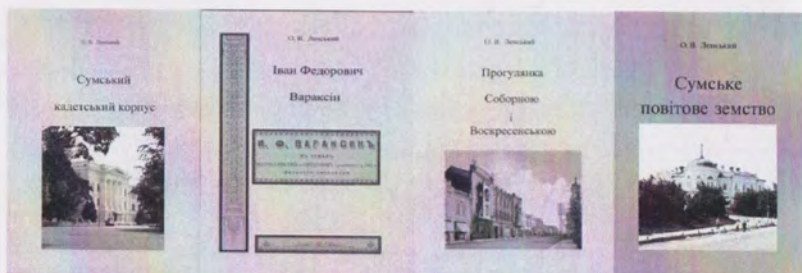 О. В. Ленський
Сумський
кадетський корпус
О. В. Ленський
Іван Федорович
Вараксін
И. Ф. ВАРАКСИНЪ
О. В. Ленський
Прогулянка
Соборною
і
Воскресенською
О. В. Ленський
Сумське
повітове земство